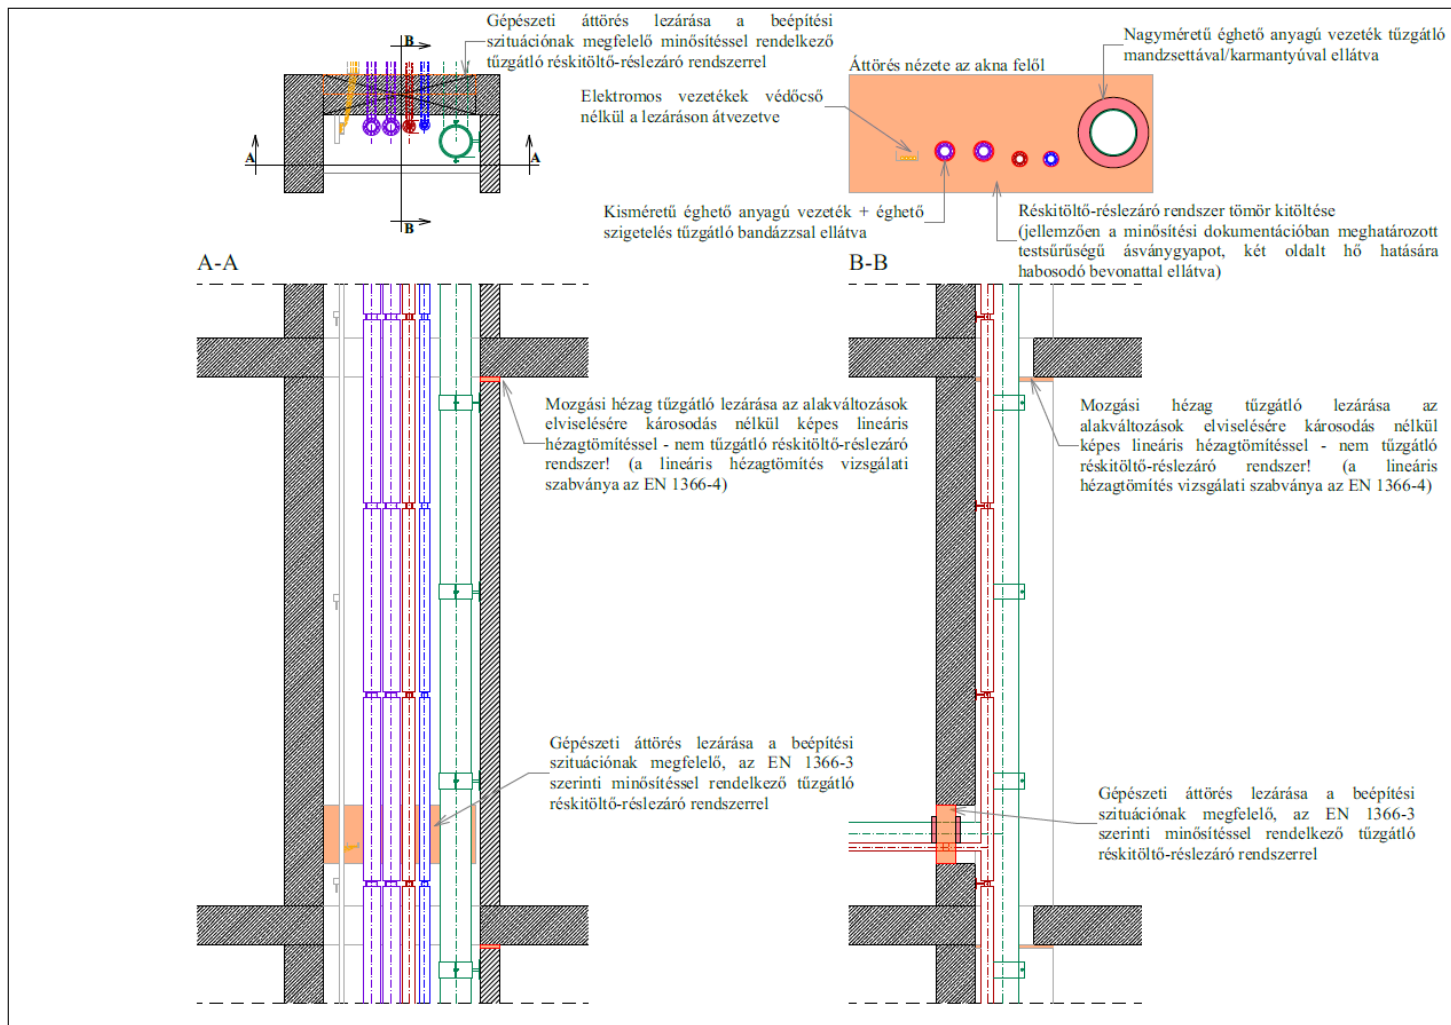 Gépészeti áttörés lezárása a beépítési
szituációnak megfelelő minősítéssel rendelkező
tűzgátló réskitöltő-réslezáró rendszerrel
Elektromos vezetékek védőcső
nélkül a lezáráson átvezetve
B
A
A
B
Nagyméretű éghető anyagú vezeték tűzgátló
mandzsettával/karmantyúval ellátva
Áttörés nézete az akna felől
Kisméretű éghető anyagú vezeték + éghető
szigetelés tűzgátló bandázzsal ellátva
Réskitöltő-réslezáró rendszer tömör kitöltése
(jellemzően a minősítési dokumentációban meghatározott
testsűrűségű ásványgyapot, két oldalt hő hatására
habosodó bevonattal ellátva)
A-A
Mozgási hézag tűzgátló lezárása az alakváltozások
elviselésére károsodás nélkül képes lineáris
hézagtömítéssel - nem tűzgátló réskitöltő-réslezáró
rendszer! (a lineáris hézagtömítés vizsgálati
szabványa az EN 1366-4)
Gépészeti áttörés lezárása a beépítési
szituációnak megfelelő, az EN 1366-3
szerinti minősítéssel rendelkező tűzgátló
réskitöltő-réslezáró rendszerrel
B-B
Mozgási hézag tűzgátló lezárása az
alakváltozások elviselésére károsodás nélkül
képes lineáris hézagtömítéssel - nem tűzgátló
réskitöltő-réslezáró rendszer! (a lineáris
hézagtömítés vizsgálati szabványa az EN 1366-4)
Gépészeti áttörés lezárása a beépítési
szituációnak megfelelő, az EN 1366-3
szerinti minősítéssel rendelkező tűzgátló
réskitöltő-réslezáró rendszerrel